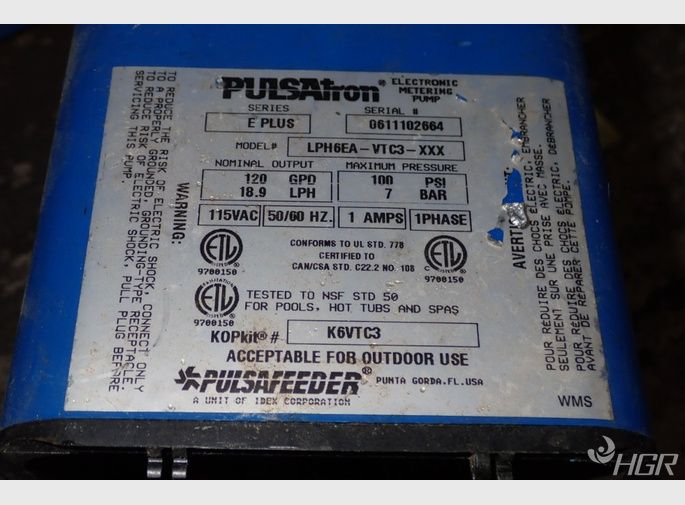 PULSAtron® ELECTRONIC METERING PUMP
SERIES SERIAL #
E PLUS 0611102664
MODEL# LPH6EA-VTC3-XXX
NOMINAL OUTPUT MAXIMUM PRESSURE
120 GPD 100 PSI
18.9 LPH 7 BAR
115VAC 50/60 HZ. 1 AMPS 1PHASE
ETL
9700150
CONFORMS TO UL STD. 778
CERTIFIED TO
CAN/CSA STD. C22.2 NO. 108
C ETL
9700150
ETL
9700150
TESTED TO NSF STD 50
FOR POOLS, HOT TUBS AND SPAS
KOPkit® # K6VTC3
ACCEPTABLE FOR OUTDOOR USE
PULSAFEEDER® PUNTA GORDA.FL.USA
A UNIT OF IDEX CORPORATION
WMS
WARNING:
TO REDUCE THE RISK OF ELECTRIC SHOCK, CONNECT ONLY
TO A PROPERLY GROUNDED, GROUNDING-TYPE RECEPTACLE.
TO REDUCE RISK OF ELECTRIC SHOCK, PULL PLUG BEFORE
SERVICING THIS PUMP.
AVERT
POUR REDUIRE DES CHOCS ELECTRIC, EMBRANCHER
SEULEMENT SUR UNE PRISE AVEC MASSE.
POUR REDUIRE DES CHOCS ELECTRIC, DEBRANCHER
AVANT DE REPARER CETTE POMPE.
HGR